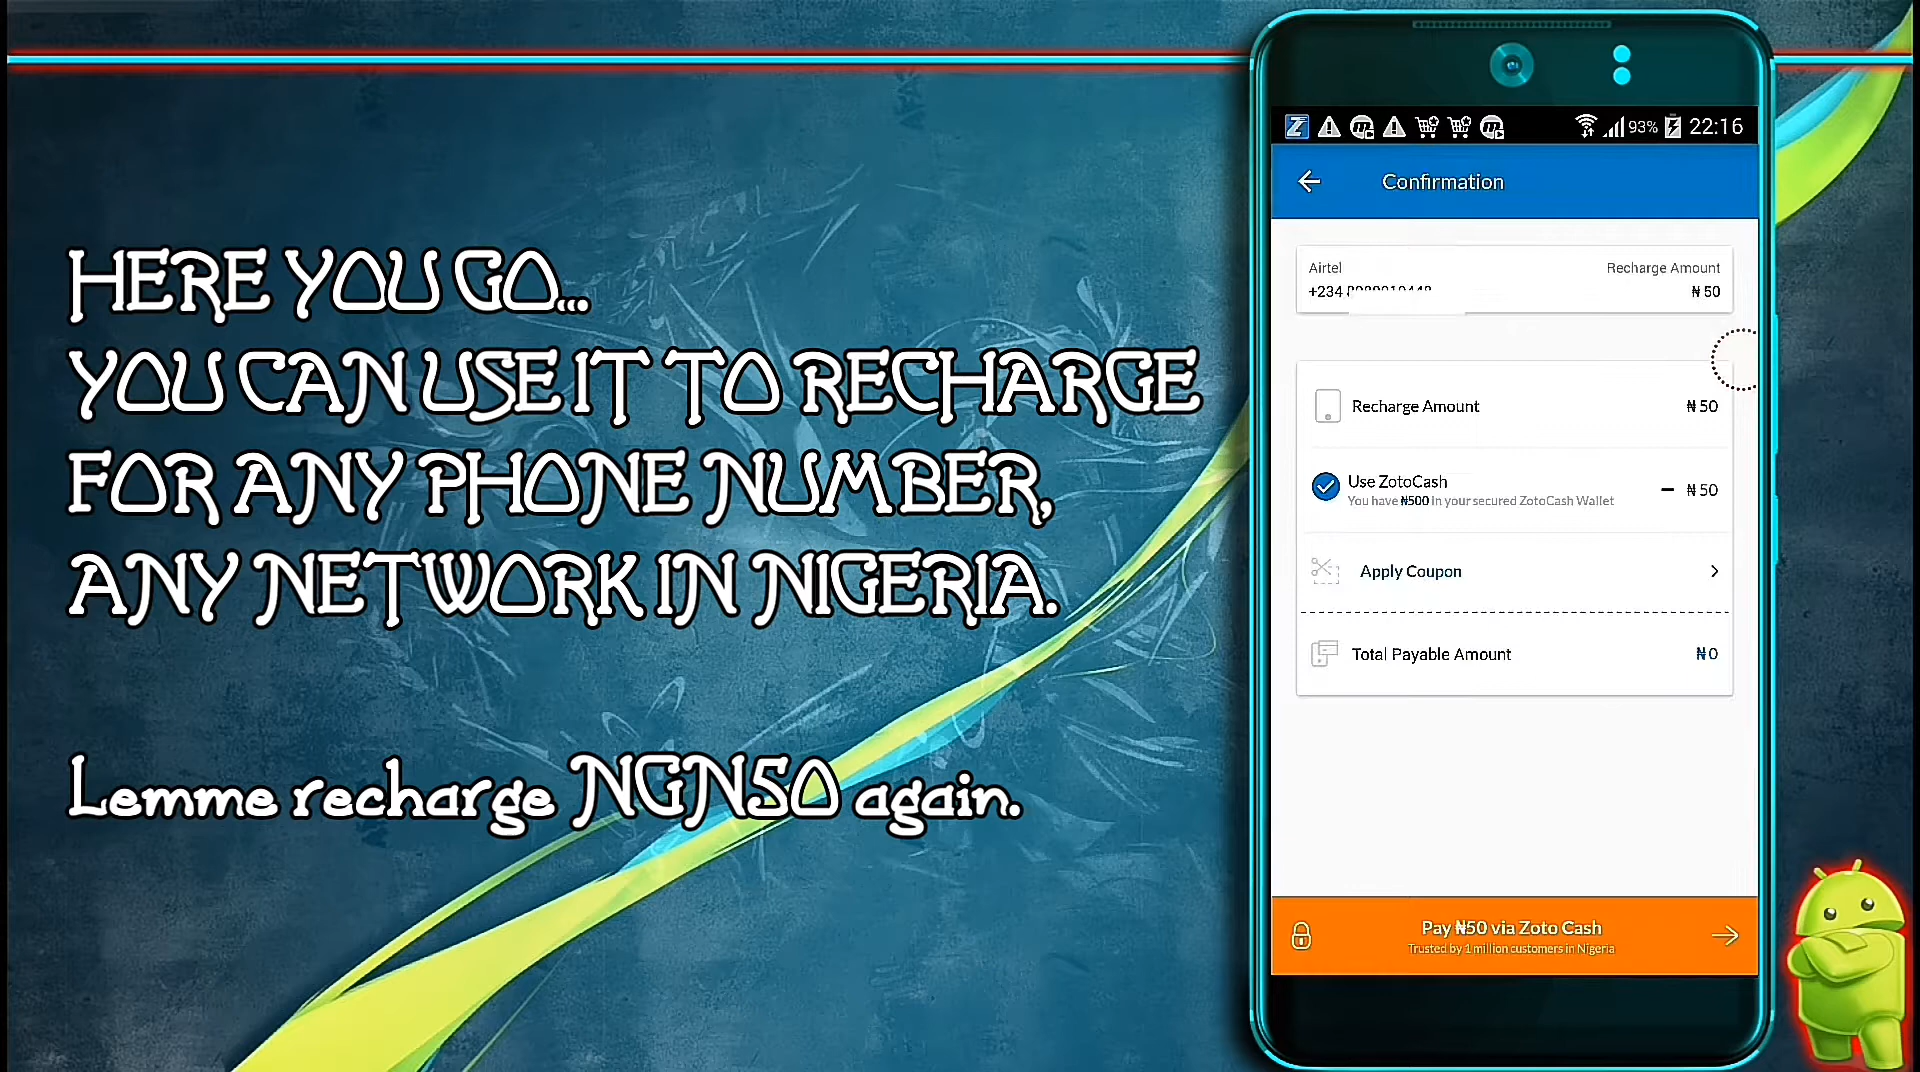 HERE YOU GO...
YOU CAN USE IT TO RECHARGE
FOR ANY PHONE NUMBER,
ANY NETWORK IN NIGERIA.
Lemme recharge NGN50 again.
93% 22:16
Confirmation
Airtel Recharge Amount
+234 ₦ 50
Recharge Amount ₦ 50
Use ZotoCash
You have ₦500 in your secured ZotoCash Wallet
– ₦ 50
Apply Coupon
Total Payable Amount ₦ 0
Pay ₦50 via Zoto Cash
Trusted by 1 million customers in Nigeria